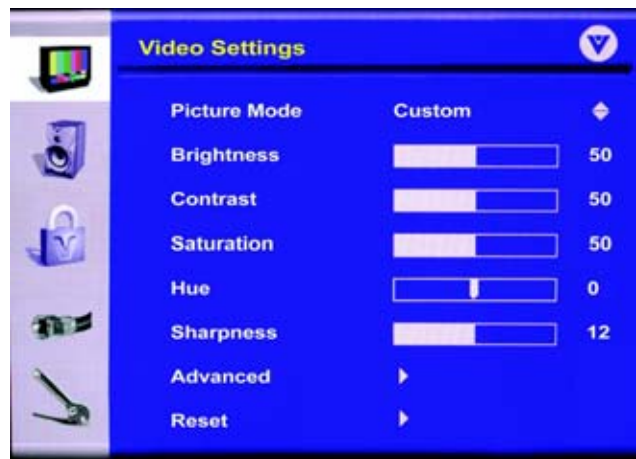 Video Settings
Picture Mode Custom
Brightness 50
Contrast 50
Saturation 50
Hue 0
Sharpness 12
Advanced
Reset